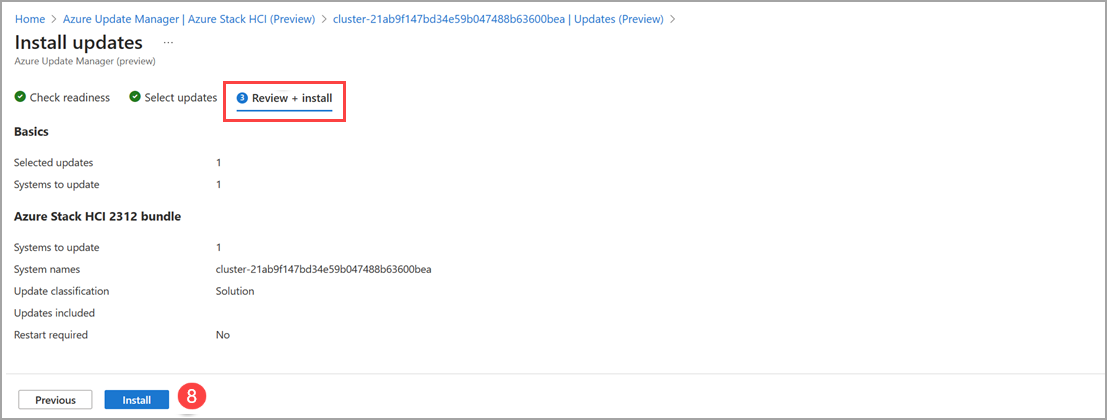 Home > Azure Update Manager | Azure Stack HCI (Preview) > cluster-21ab9f147bd34e59b047488b63600bea | Updates (Preview) >
Install updates ...
Azure Update Manager (preview)
Check readiness Select updates 3 Review + install
Basics
Selected updates 1
Systems to update 1
Azure Stack HCI 2312 bundle
Systems to update 1
System names cluster-21ab9f147bd34e59b047488b63600bea
Update classification Solution
Updates included
Restart required No
Previous Install 8